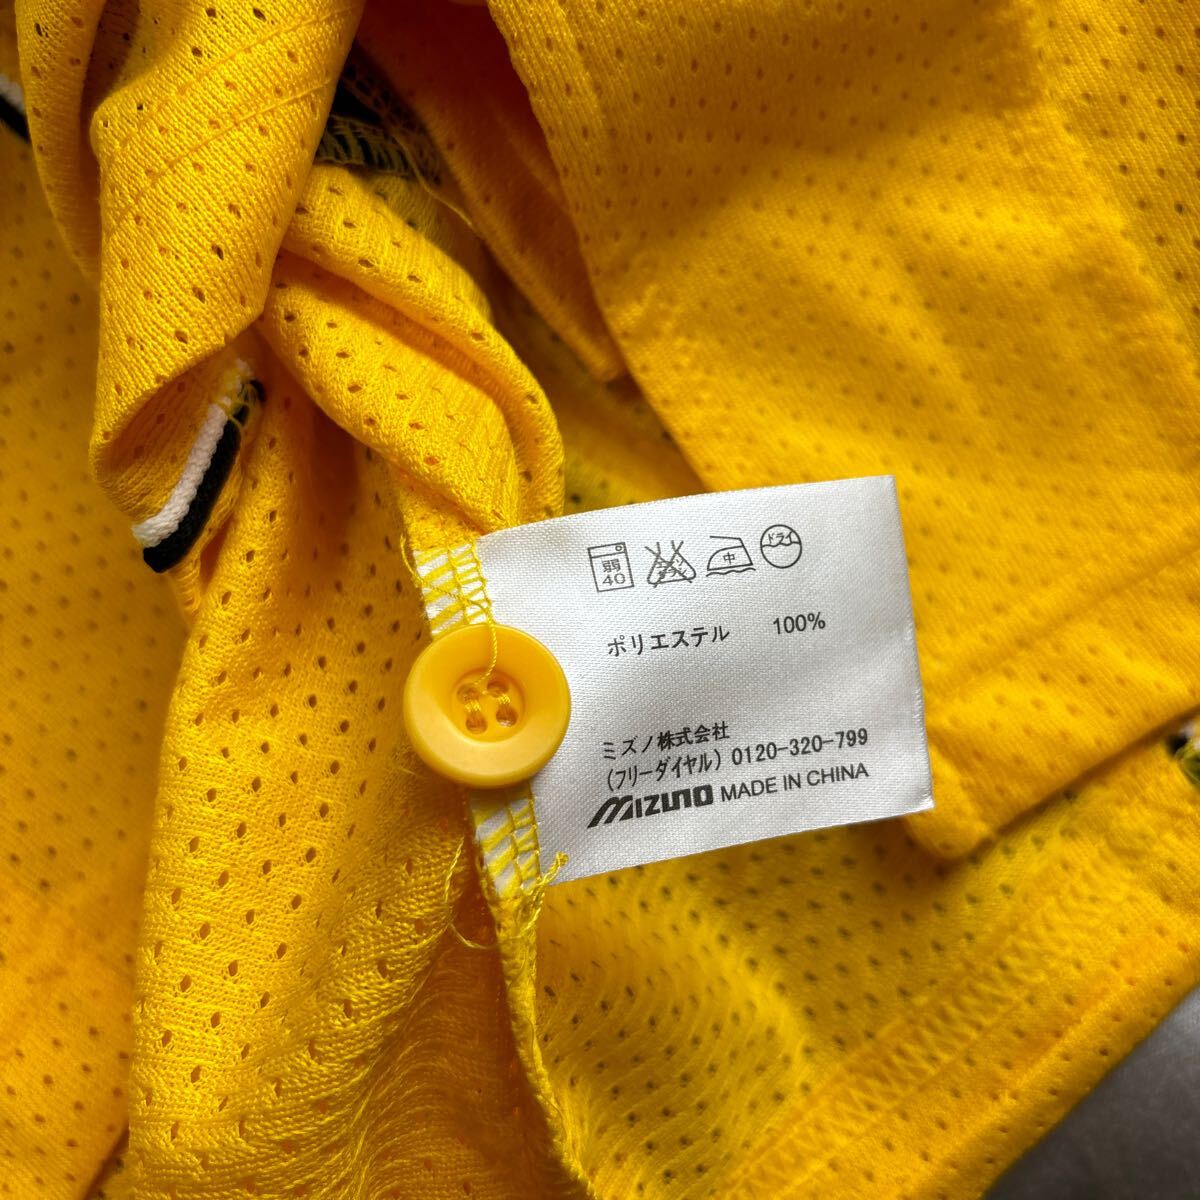 弱 中 ドライ
40
ポリエステル 100%
ミズノ株式会社
(フリーダイヤル) 0120-320-799
MIZUNO MADE IN CHINA